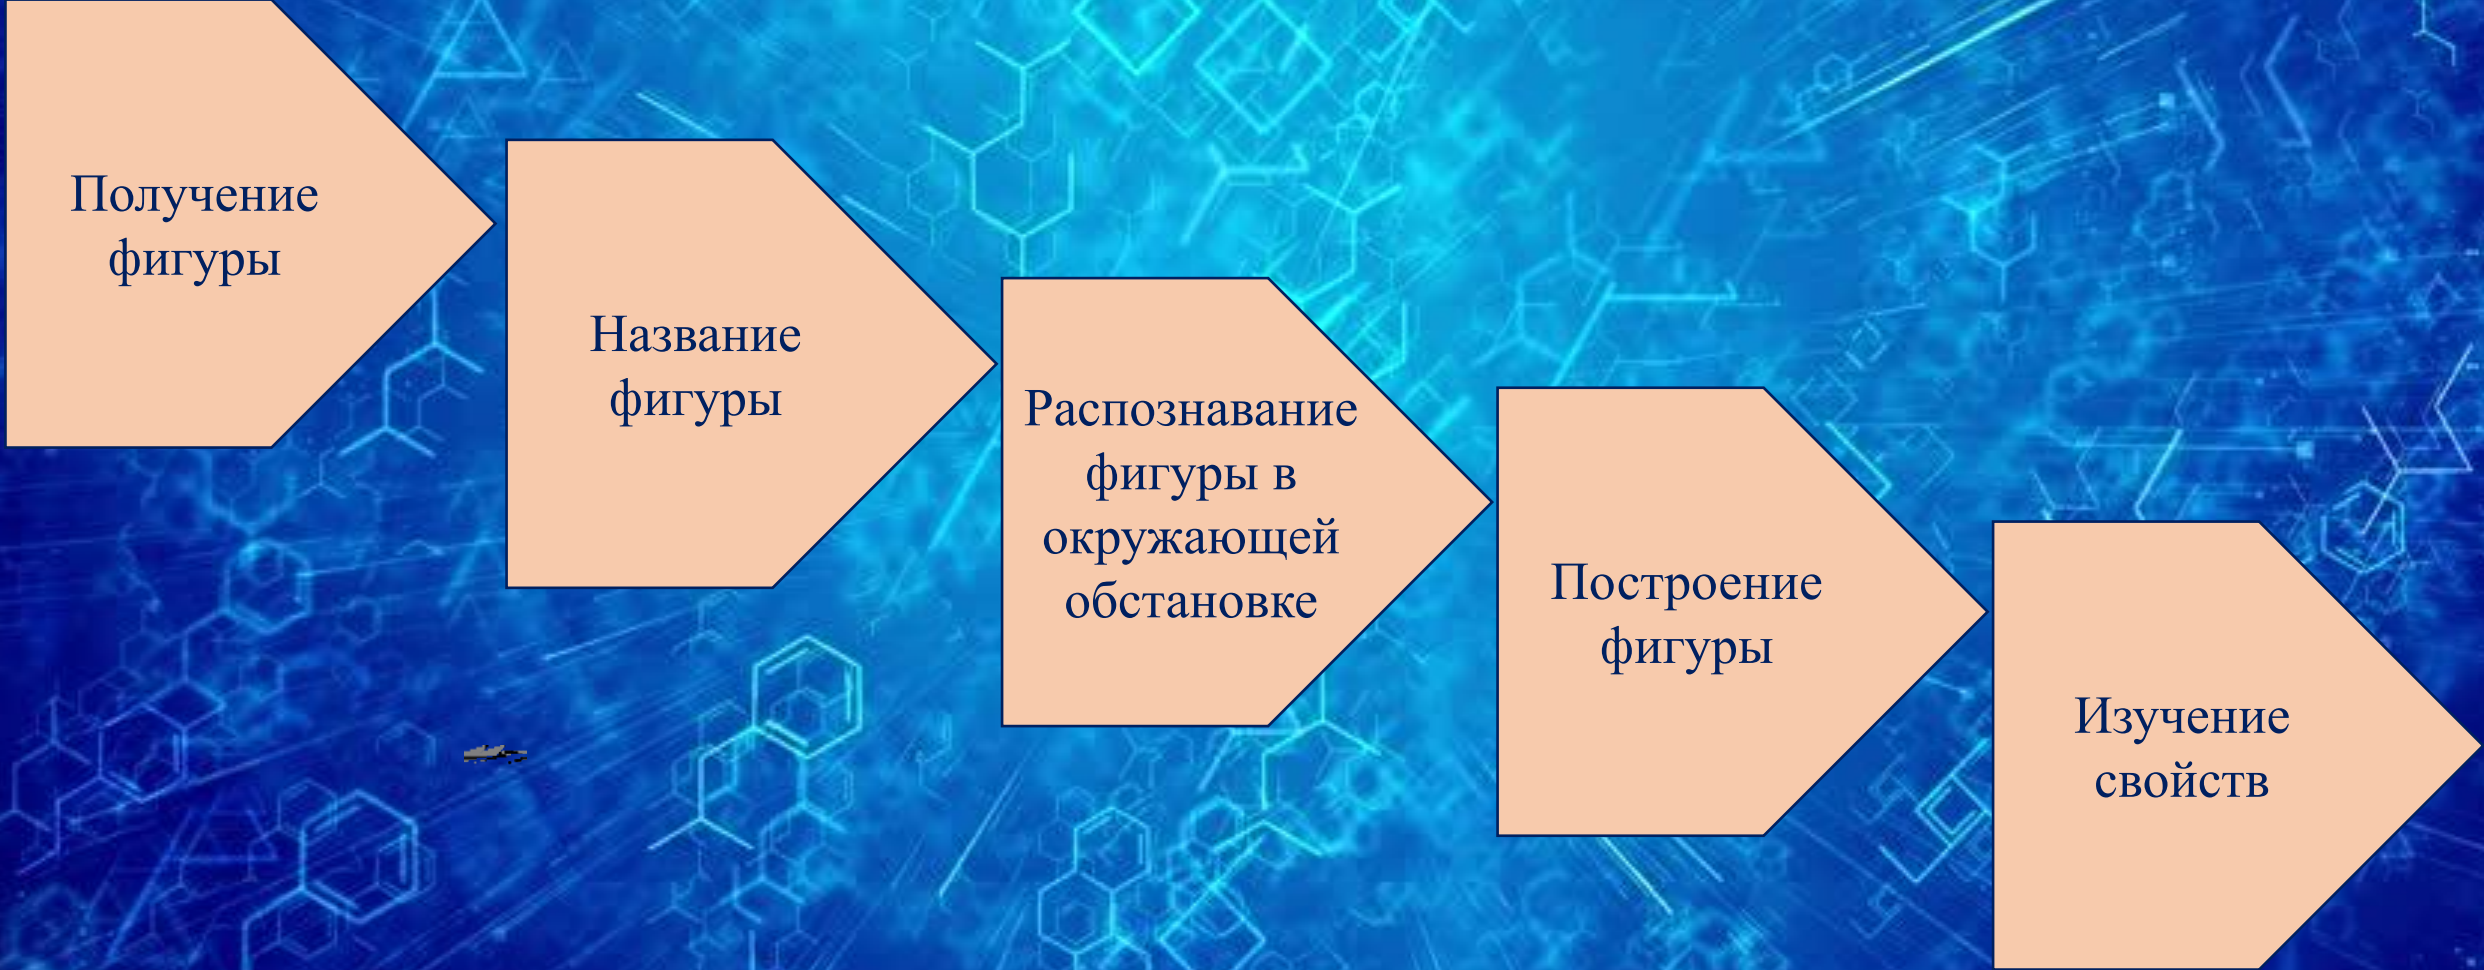 Получение
фигуры
Название
фигуры
Распознавание
фигуры в
окружающей
обстановке
Построение
фигуры
Изучение
свойств